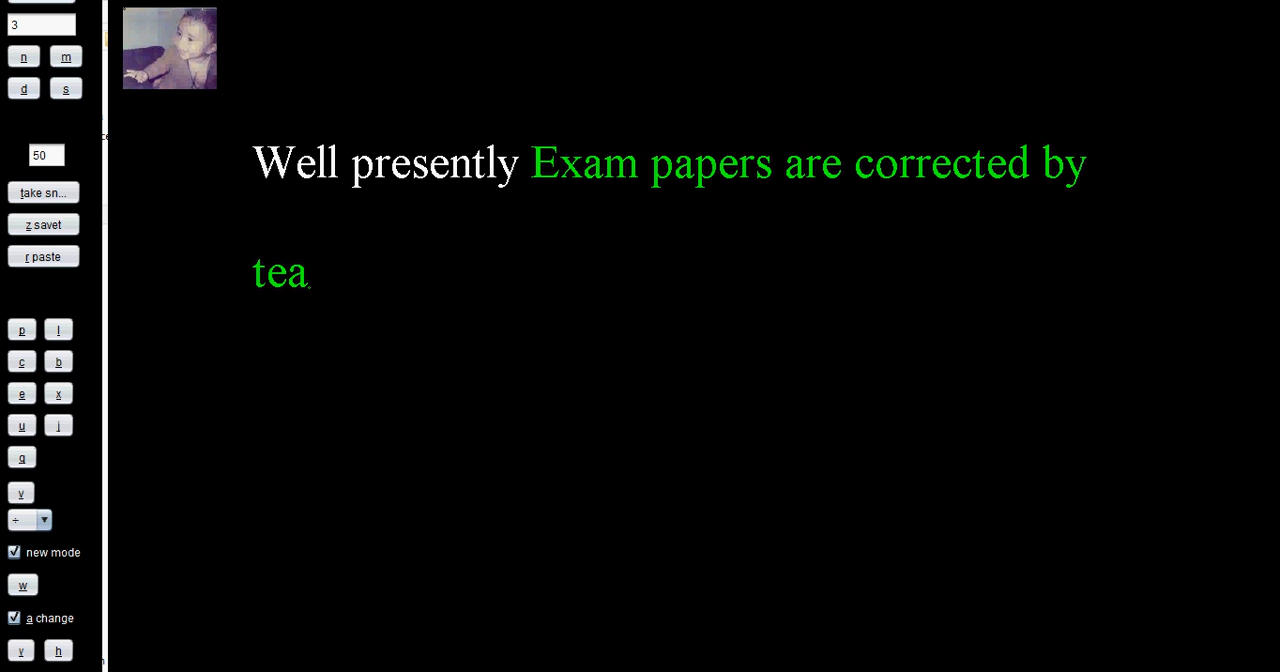 3
n m
d s
50
take sn...
z savet
r paste
Well presently Exam papers are corrected by
tea
p l
c b
e x
u j
q
v
÷
new mode
w
a change
y h